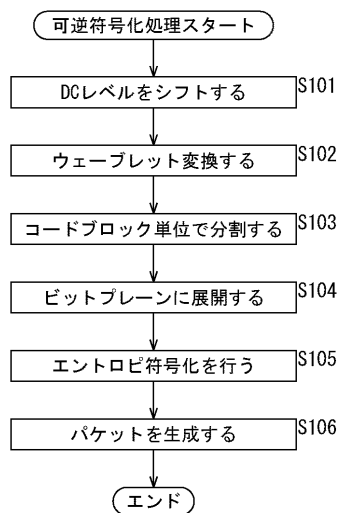 可逆符号化処理スタート
DCレベルをシフトする
S101
ウェーブレット変換する
S102
コードブロック単位で分割する
S103
ビットプレーンに展開する
S104
エントロピ符号化を行う
S105
パケットを生成する
S106
エンド